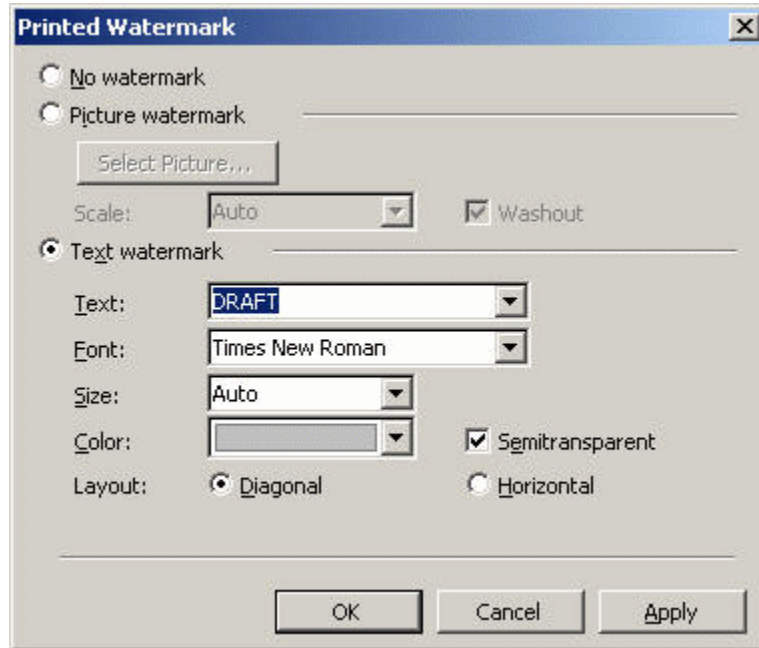 Printed Watermark
No watermark
Picture watermark
Select Picture...
Scale: Auto Washout
Text watermark
Text: DRAFT
Font: Times New Roman
Size: Auto
Color: Semitransparent
Layout: Diagonal Horizontal
OK Cancel Apply